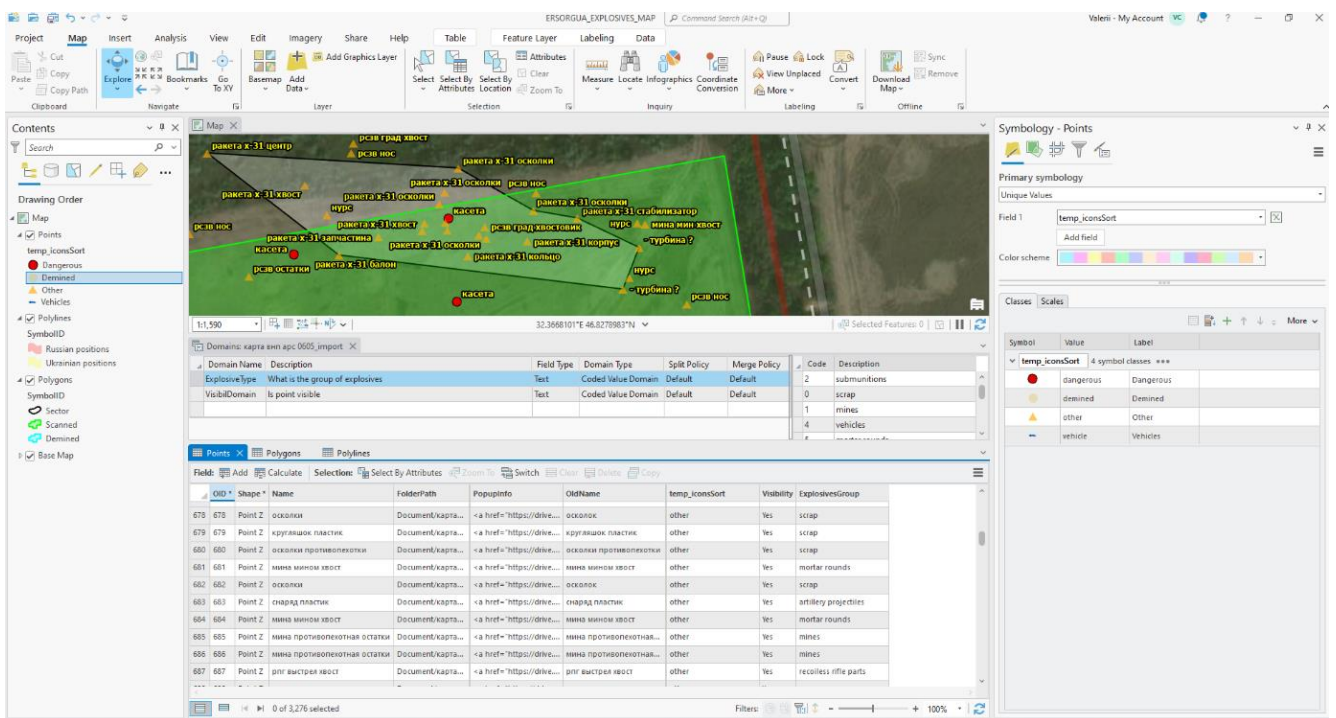 ERSORGUA_EXPLOSIVES_MAP
Command Search (Alt+Q)
Valerii - My Account VC ?
Project Map Insert Analysis View Edit Imagery Share Help Table Feature Layer Labeling Data
Cut
Copy
Copy Path
Paste
Explore
Bookmarks
Go To XY
Basemap
Add Data
Add Graphics Layer
Select
Select By Attributes
Select By Location
Attributes
Clear
Zoom To
Measure
Locate
Infographics
Coordinate Conversion
Pause
Lock
View Unplaced
More
Convert
Download Map
Sync
Remove
Clipboard Navigate Layer Selection Inquiry Labeling Offline
Contents
Search
Drawing Order
Map
Points
temp_iconsSort
Dangerous
Demined
Other
Vehicles
Polylines
SymbolID
Russian positions
Ukrainian positions
Polygons
SymbolID
Sector
Scanned
Demined
Base Map
Map
рсзв град хвост
ракета х-31 центр
рсзв нос
ракета х-31 осколки
ракета х-31 осколки рсзв нос
ракета х-31 хвост
ракета х-31 осколки
ракета х-31 осколки
нурс
касета
ракета х-31 стабилизатор
рсзв нос
ракета х-31 хвост
рсзв град хвостовик
нурс
мина мин хвост
ракета х-31 запчастина
ракета х-31 осколки
ракета х-31 корпус
турбина ?
касета
ракета х-31 кольцо
рсзв остатки
ракета х-31 балон
нурс
турбина ?
касета
рсзв нос
1:1,590
32.3668101°E 46.8278983°N
Selected Features: 0
Domains: карта внп арс 0605_import
Domain Name Description Field Type Domain Type Split Policy Merge Policy
ExplosiveType What is the group of explosives Text Coded Value Domain Default Default
VisibilDomain Is point visible Text Coded Value Domain Default Default
Code Description
2 submunitions
0 scrap
1 mines
4 vehicles
Points Polygons Polylines
Field: Add Calculate Selection: Select By Attributes Zoom To Switch Clear Delete Copy
OID * Shape * Name FolderPath PopupInfo OldName temp_iconsSort Visibility ExplosivesGroup
678 678 Point Z осколки Document/карта... <a href="https://drive.... осколок other Yes scrap
679 679 Point Z кругляшок пластик Document/карта... <a href="https://drive.... кругляшок пластик other Yes scrap
680 680 Point Z осколки противопехотки Document/карта... <a href="https://drive.... осколки противопехотки other Yes scrap
681 681 Point Z мина мином хвост Document/карта... <a href="https://drive.... мина мином хвост other Yes mortar rounds
682 682 Point Z осколки Document/карта... <a href="https://drive.... осколок other Yes scrap
683 683 Point Z снаряд пластик Document/карта... <a href="https://drive.... снаряд пластик other Yes artillery projectiles
684 684 Point Z мина мином хвост Document/карта... <a href="https://drive.... мина мином хвост other Yes mortar rounds
685 685 Point Z мина противопехотная остатки Document/карта... <a href="https://drive.... мина противопехотная... other Yes mines
686 686 Point Z мина противопехотная остатки Document/карта... <a href="https://drive.... мина противопехотная... other Yes mines
687 687 Point Z рпг выстрел хвост Document/карта... <a href="https://drive.... рпг выстрел хвост other Yes recoiless rifle parts
0 of 3,276 selected
Filters:
100%
Symbology - Points
Primary symbology
Unique Values
Field 1 temp_iconsSort
Add field
Color scheme
Classes Scales
More
Symbol Value Label
temp_iconsSort 4 symbol classes
dangerous Dangerous
demined Demined
other Other
vehicle Vehicles